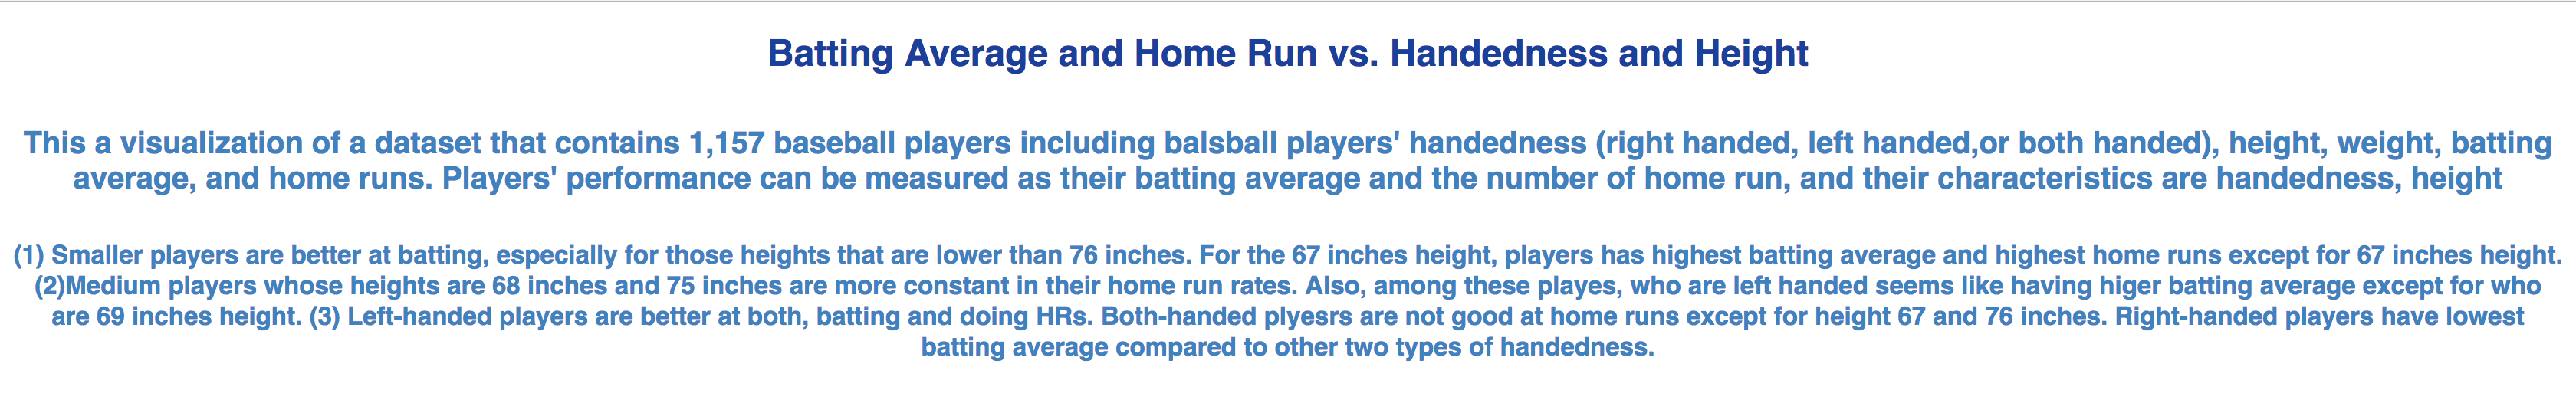 Batting Average and Home Run vs. Handedness and Height
This a visualization of a dataset that contains 1,157 baseball players including balsball players' handedness (right handed, left handed,or both handed), height, weight, batting
average, and home runs. Players' performance can be measured as their batting average and the number of home run, and their characteristics are handedness, height
(1) Smaller players are better at batting, especially for those heights that are lower than 76 inches. For the 67 inches height, players has highest batting average and highest home runs except for 67 inches height.
(2)Medium players whose heights are 68 inches and 75 inches are more constant in their home run rates. Also, among these playes, who are left handed seems like having higer batting average except for who
are 69 inches height. (3) Left-handed players are better at both, batting and doing HRs. Both-handed plyesrs are not good at home runs except for height 67 and 76 inches. Right-handed players have lowest
batting average compared to other two types of handedness.